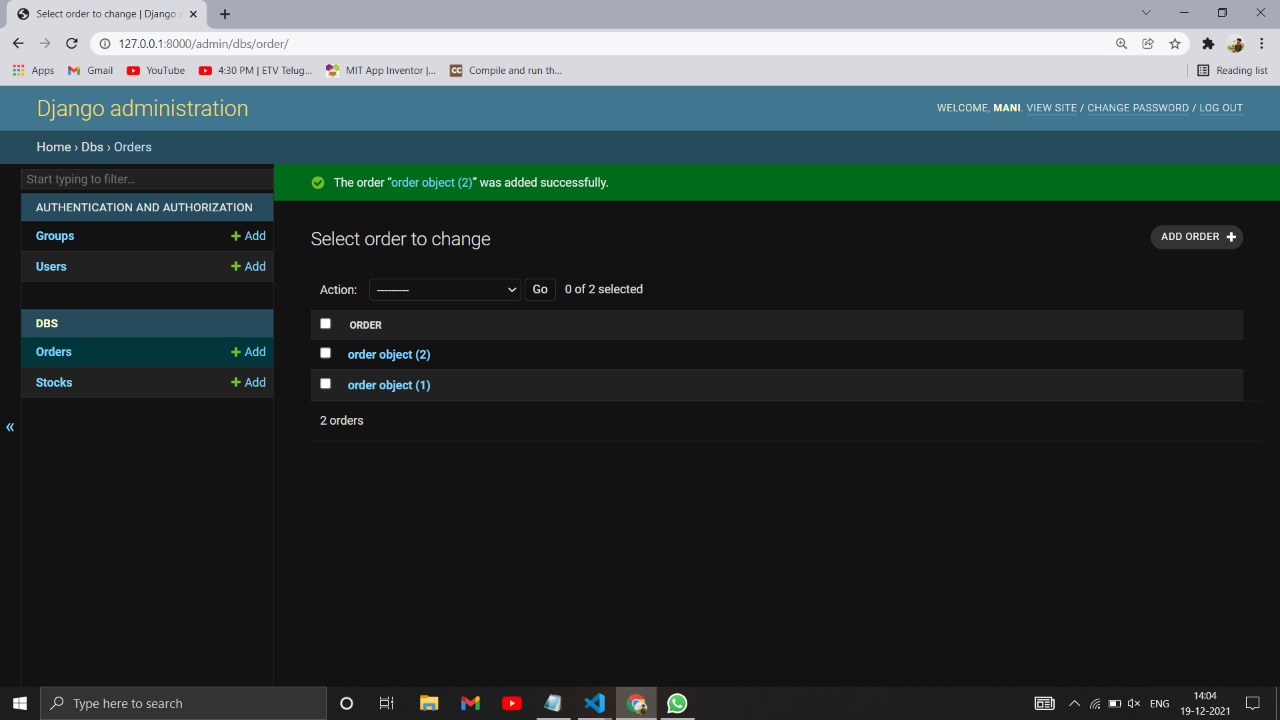 Select order to change | Django s
127.0.0.1:8000/admin/dbs/order/
Apps Gmail YouTube 4:30 PM | ETV Telug... MIT App Inventor |... CC Compile and run th... Reading list
Django administration
WELCOME, MANI. VIEW SITE / CHANGE PASSWORD / LOG OUT
Home › Dbs › Orders
Start typing to filter...
The order “order object (2)” was added successfully.
AUTHENTICATION AND AUTHORIZATION
Groups + Add
Users + Add
DBS
Orders + Add
Stocks + Add
«
Select order to change
ADD ORDER +
Action: --------- Go 0 of 2 selected
ORDER
order object (2)
order object (1)
2 orders
Type here to search
ENG
14:04
19-12-2021